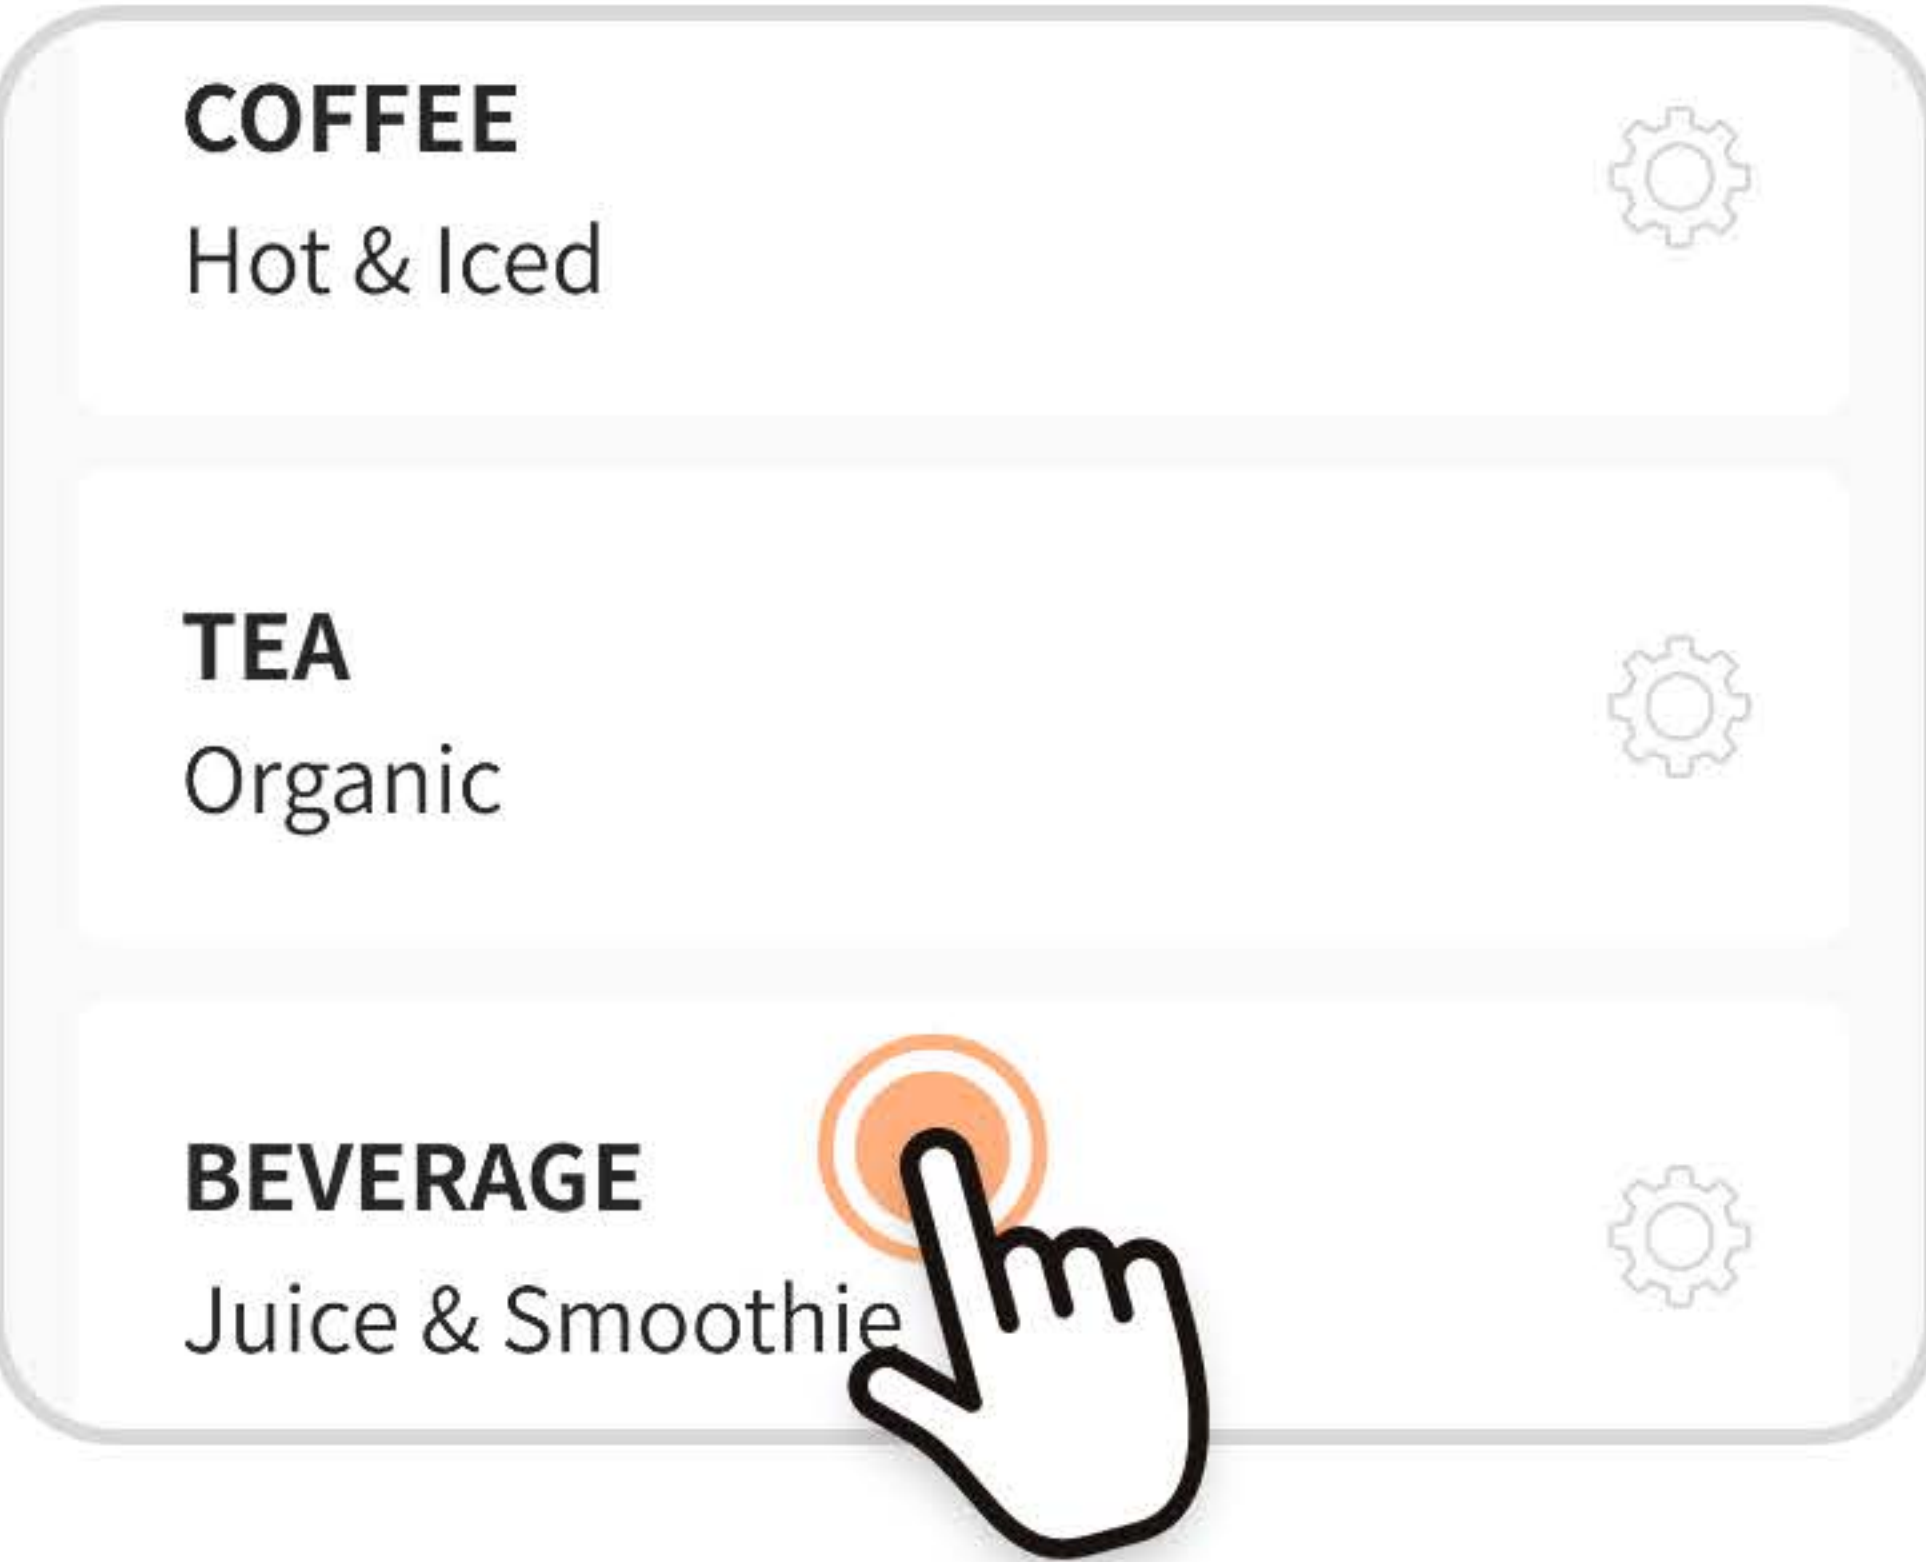 COFFEE
Hot & Iced
TEA
Organic
BEVERAGE
Juice & Smoothie